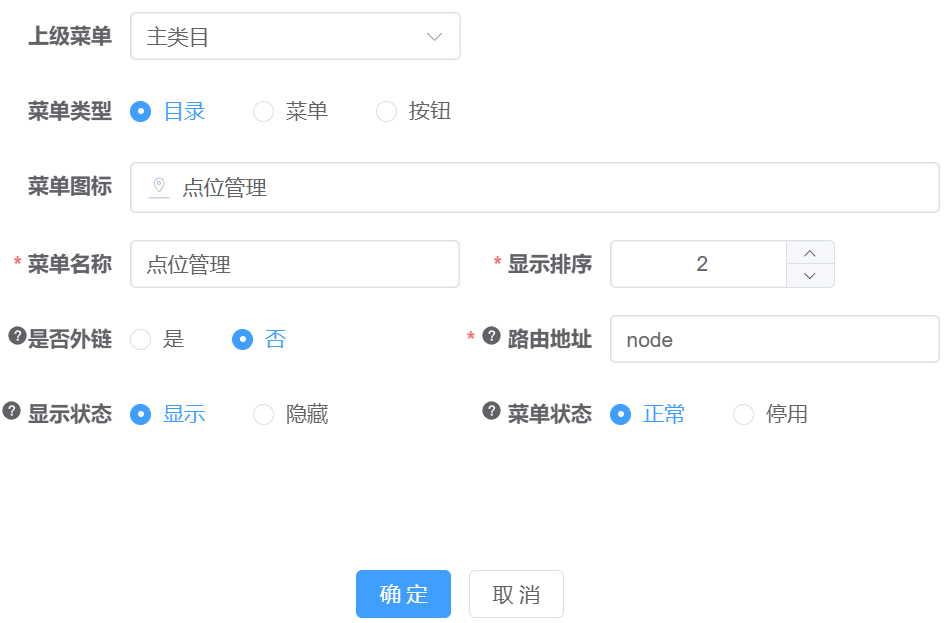 上级菜单 主类目
菜单类型 目录 菜单 按钮
菜单图标 点位管理
* 菜单名称 点位管理 * 显示排序 2
? 是否外链 是 否 * ? 路由地址 node
? 显示状态 显示 隐藏 ? 菜单状态 正常 停用
确 定 取 消